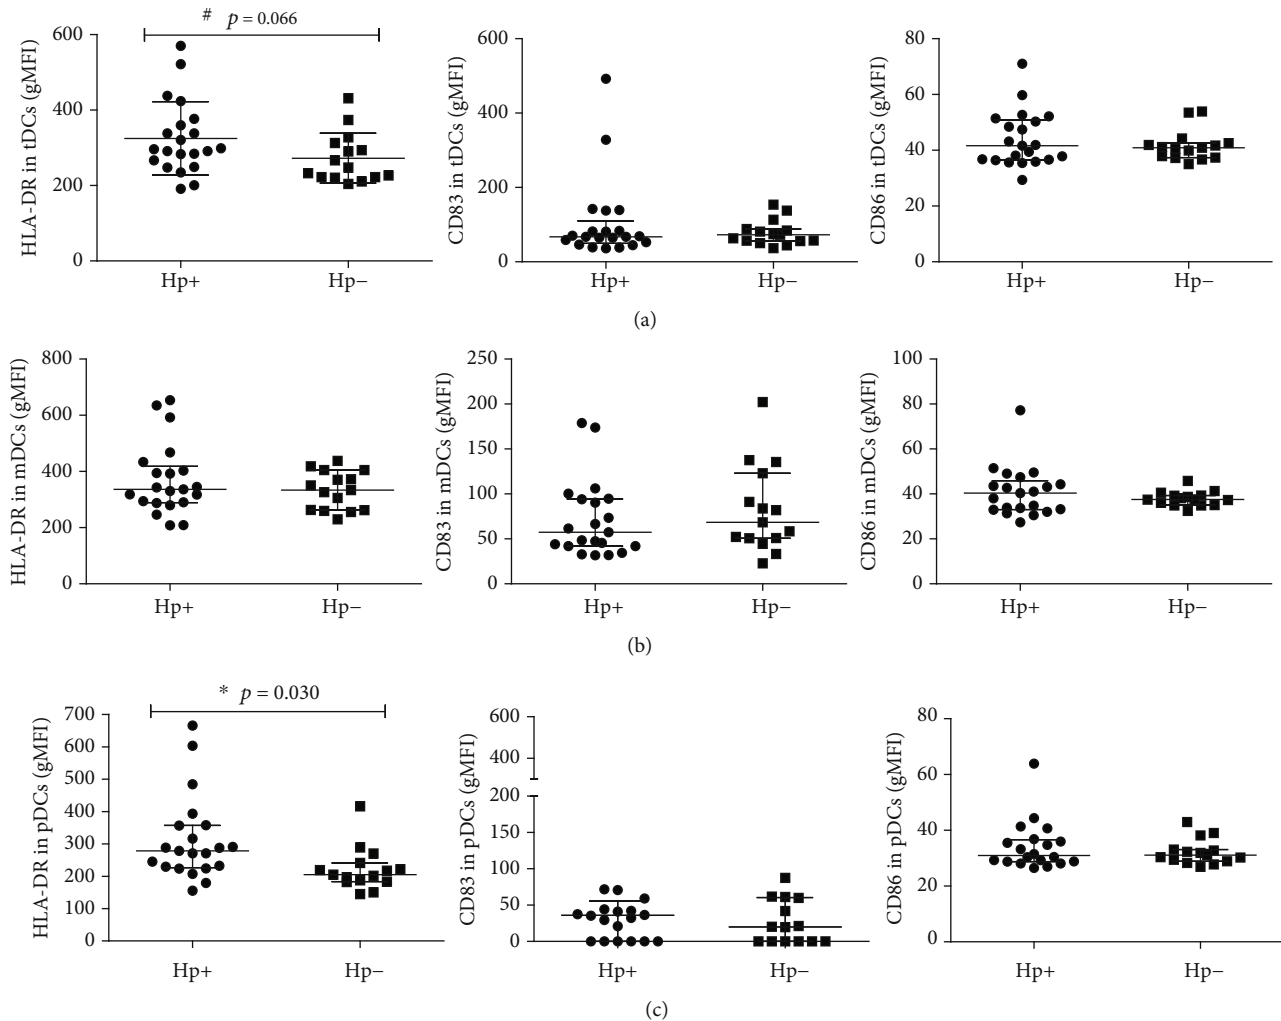 # p = 0.066
HLA-DR in tDCs (gMFI)
600
400
200
0
Hp+ Hp−
CD83 in tDCs (gMFI)
600
400
200
0
Hp+ Hp−
CD86 in tDCs (gMFI)
80
60
40
20
0
Hp+ Hp−
(a)
HLA-DR in mDCs (gMFI)
800
600
400
200
0
Hp+ Hp−
CD83 in mDCs (gMFI)
250
200
150
100
50
0
Hp+ Hp−
CD86 in mDCs (gMFI)
100
80
60
40
20
0
Hp+ Hp−
(b)
* p = 0.030
HLA-DR in pDCs (gMFI)
700
600
500
400
300
200
100
0
Hp+ Hp−
CD83 in pDCs (gMFI)
600
400
200
150
100
50
0
Hp+ Hp−
CD86 in pDCs (gMFI)
80
60
40
20
0
Hp+ Hp−
(c)